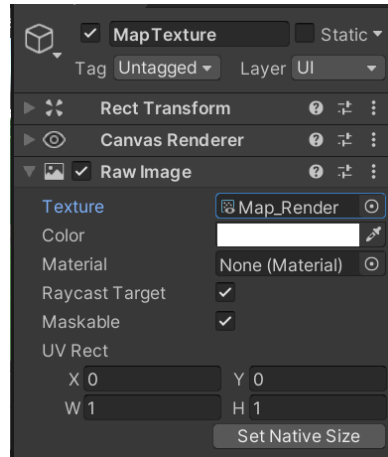 MapTexture Static
Tag Untagged Layer UI
Rect Transform
Canvas Renderer
Raw Image
Texture Map_Render
Color
Material None (Material)
Raycast Target
Maskable
UV Rect
X 0 Y 0
W 1 H 1
Set Native Size